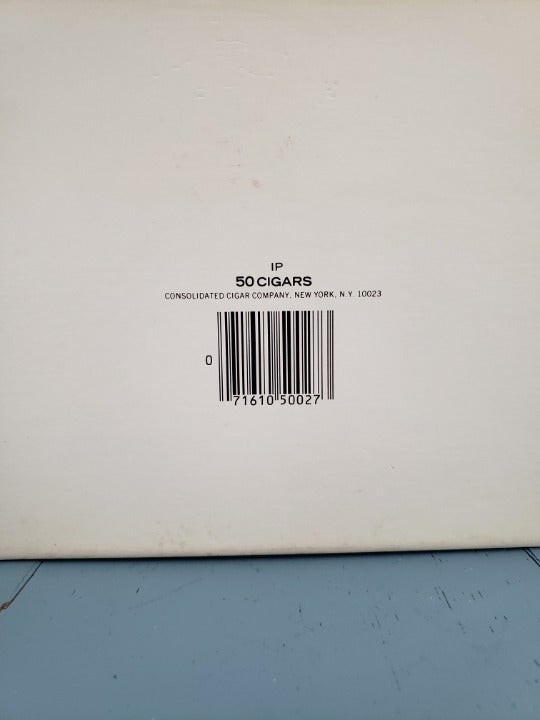 IP
50 CIGARS
CONSOLIDATED CIGAR COMPANY, NEW YORK, N.Y. 10023
0
71610 50027